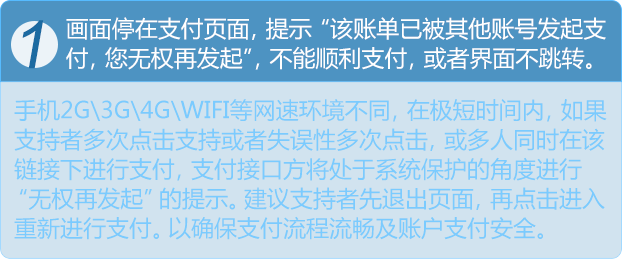 1
画面停在支付页面，提示“该账单已被其他账号发起支
付，您无权再发起”，不能顺利支付，或者界面不跳转。
手机2G\3G\4G\WIFI等网速环境不同，在极短时间内，如果
支持者多次点击支持或者失误性多次点击，或多人同时在该
链接下进行支付，支付接口方将处于系统保护的角度进行
“无权再发起”的提示。建议支持者先退出页面，再点击进入
重新进行支付。以确保支付流程流畅及账户支付安全。